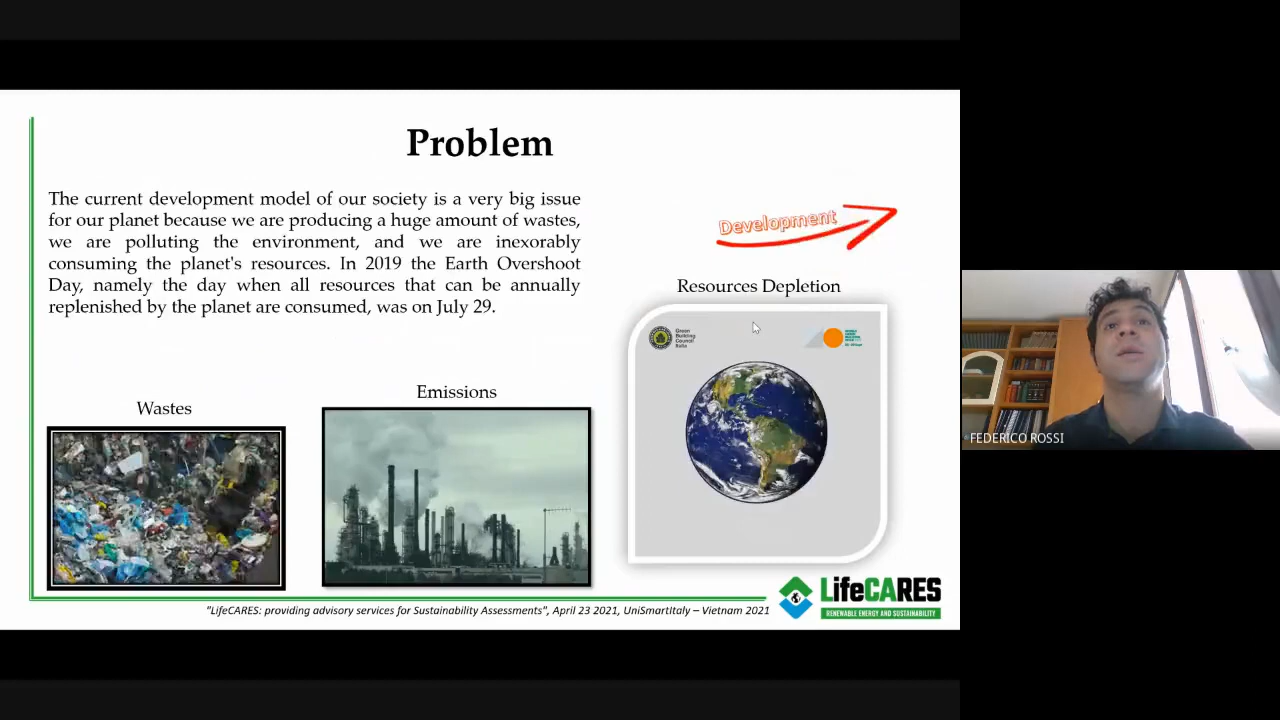 Problem
The current development model of our society is a very big issue
for our planet because we are producing a huge amount of wastes,
we are polluting the environment, and we are inexorably
consuming the planet's resources. In 2019 the Earth Overshoot
Day, namely the day when all resources that can be annually
replenished by the planet are consumed, was on July 29.
Development
Resources Depletion
Green
Building
Council
Italia
Emissions
Wastes
FEDERICO ROSSI
LifeCARES
RENEWABLE ENERGY AND SUSTAINABILITY
"LifeCARES: providing advisory services for Sustainability Assessments", April 23 2021, UniSmartItaly – Vietnam 2021